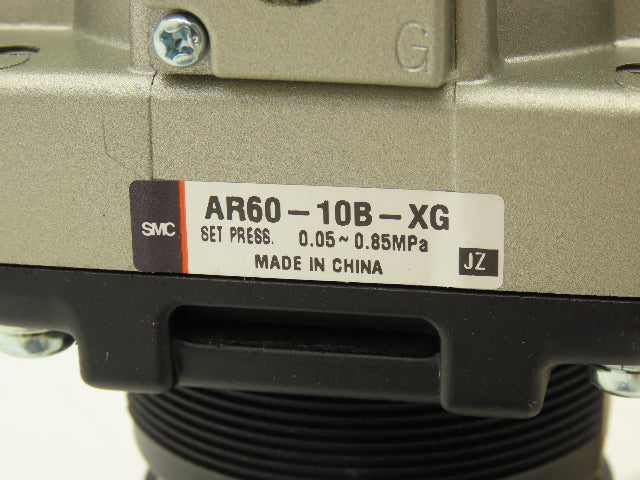 G
SMC
AR60-10B-XG
SET PRESS. 0.05~0.85MPa
MADE IN CHINA
JZ